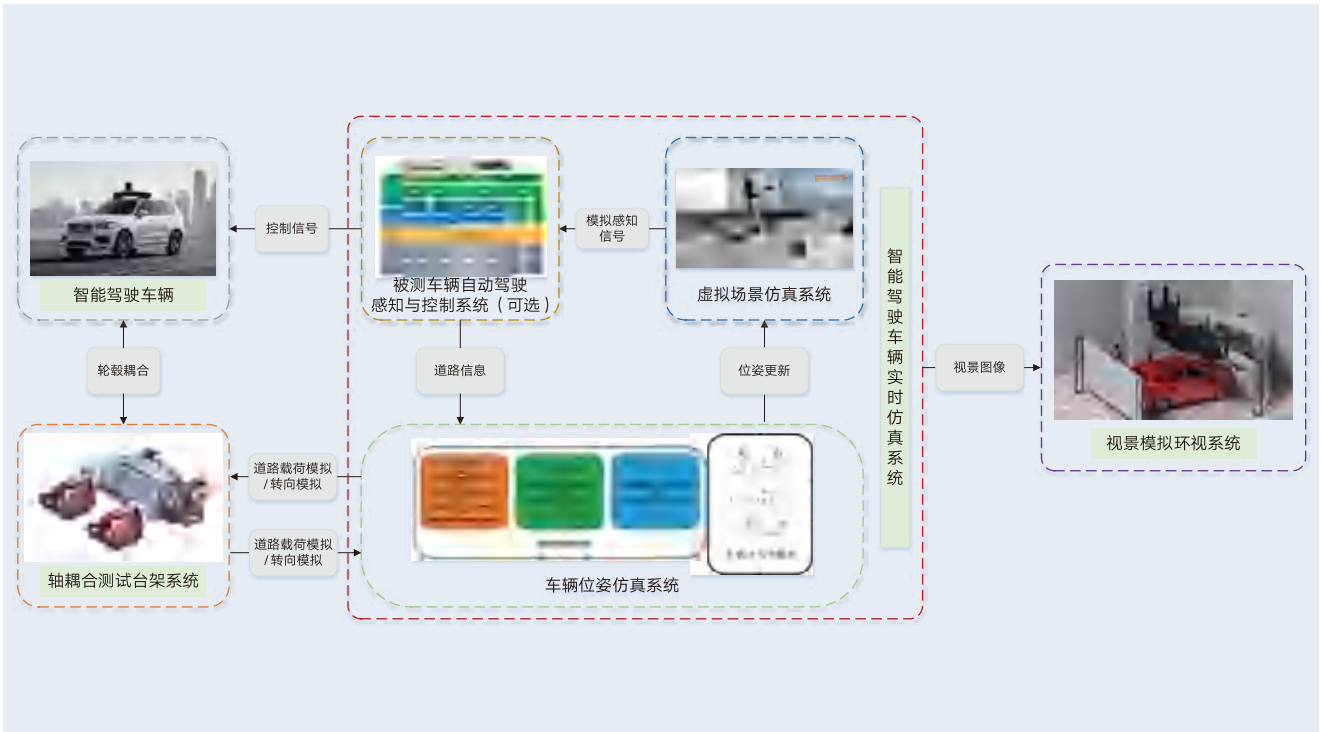 控制信号
模拟感知
信号
智能驾驶车辆
被测车辆自动驾驶
感知与控制系统（可选）
虚拟场景仿真系统
智能驾驶车辆实时仿真系统
轮毂耦合
道路信息
位姿更新
视景图像
视景模拟环视系统
道路载荷模拟
/转向模拟
道路载荷模拟
/转向模拟
轴耦合测试台架系统
车辆位姿仿真系统